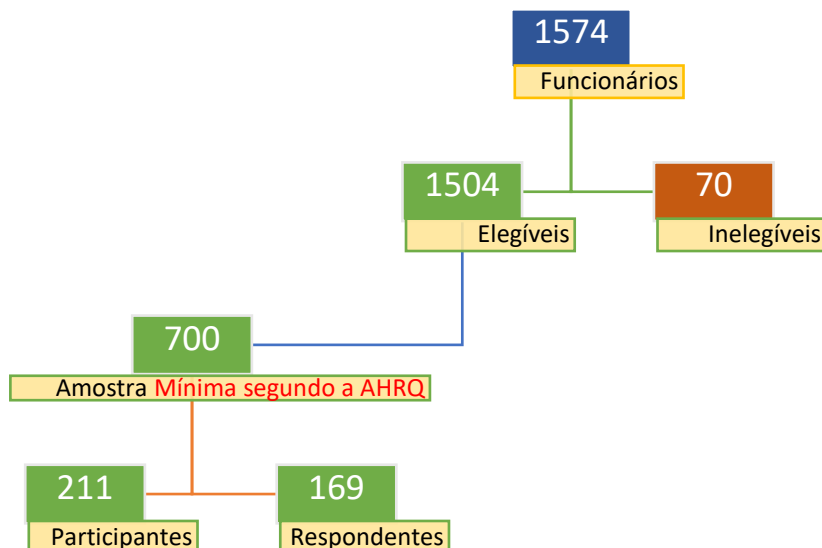 1574
Funcionários
1504
Elegíveis
70
Inelegíveis
700
Amostra Mínima segundo a AHRQ
211
Participantes
169
Respondentes